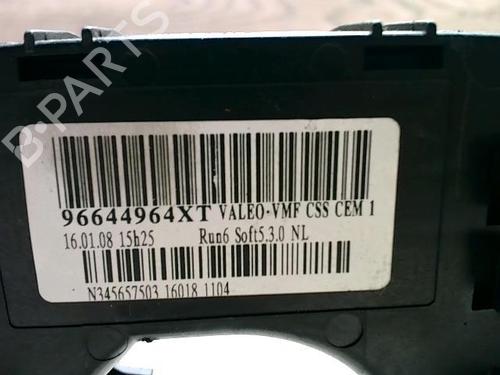 B-PARTS
96644964XT VALEO-VMF CSS CEM 1
16.01.08 15h25 Run6 Soft5.3.0 NL
N345657503 16018 1104